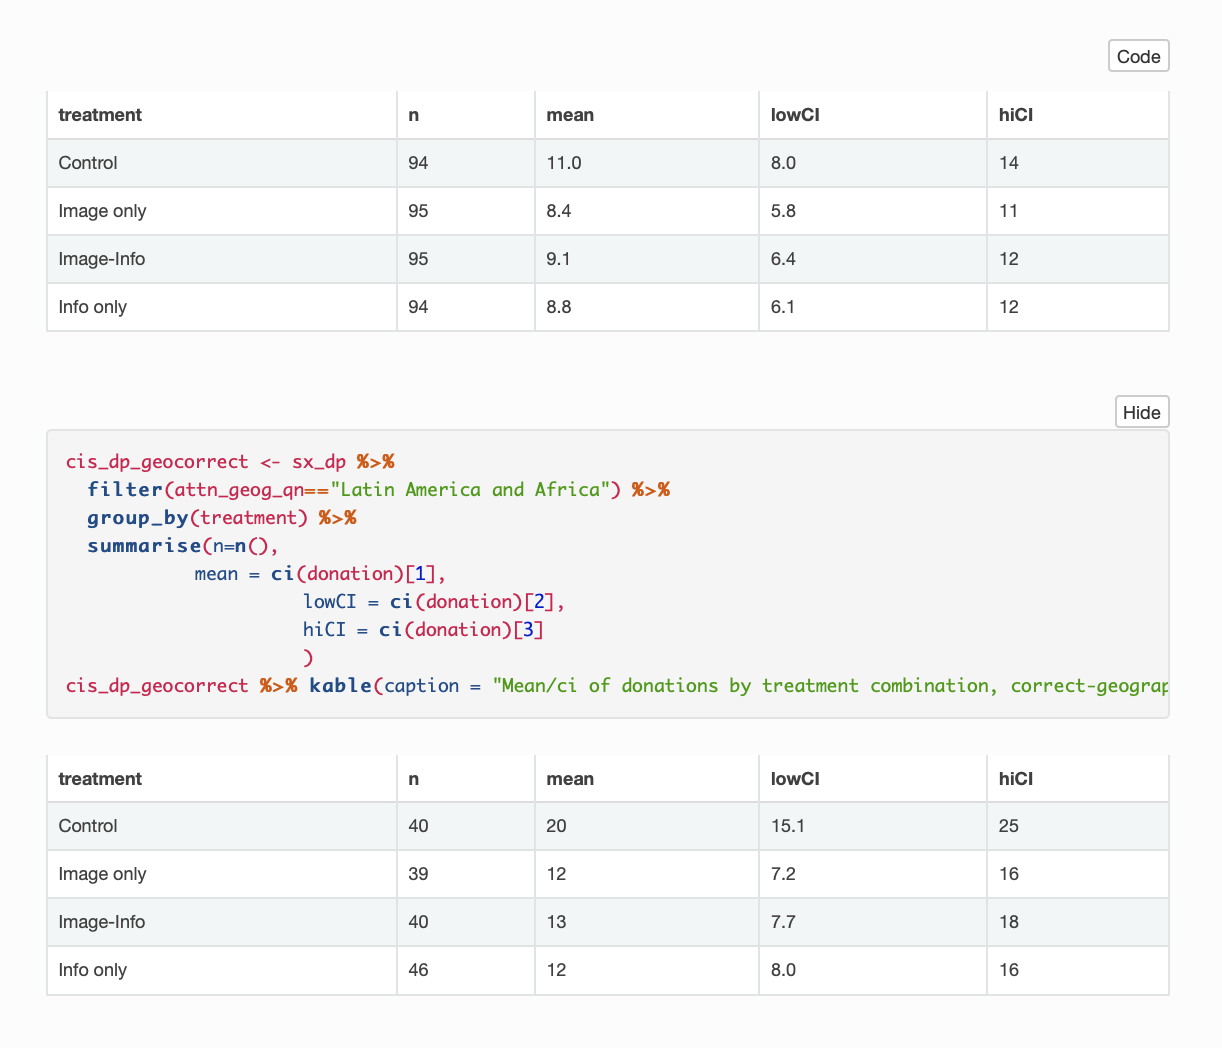 Code
treatment n mean lowCI hiCI
Control 94 11.0 8.0 14
Image only 95 8.4 5.8 11
Image-Info 95 9.1 6.4 12
Info only 94 8.8 6.1 12
Hide
cis_dp_geocorrect <- sx_dp %>%
  filter(attn_geog_qn=="Latin America and Africa") %>%
  group_by(treatment) %>%
  summarise(n=n(),
            mean = ci(donation)[1],
                      lowCI = ci(donation)[2],
                      hiCI = ci(donation)[3]
                      )
cis_dp_geocorrect %>% kable(caption = "Mean/ci of donations by treatment combination, correct-geograp
treatment n mean lowCI hiCI
Control 40 20 15.1 25
Image only 39 12 7.2 16
Image-Info 40 13 7.7 18
Info only 46 12 8.0 16